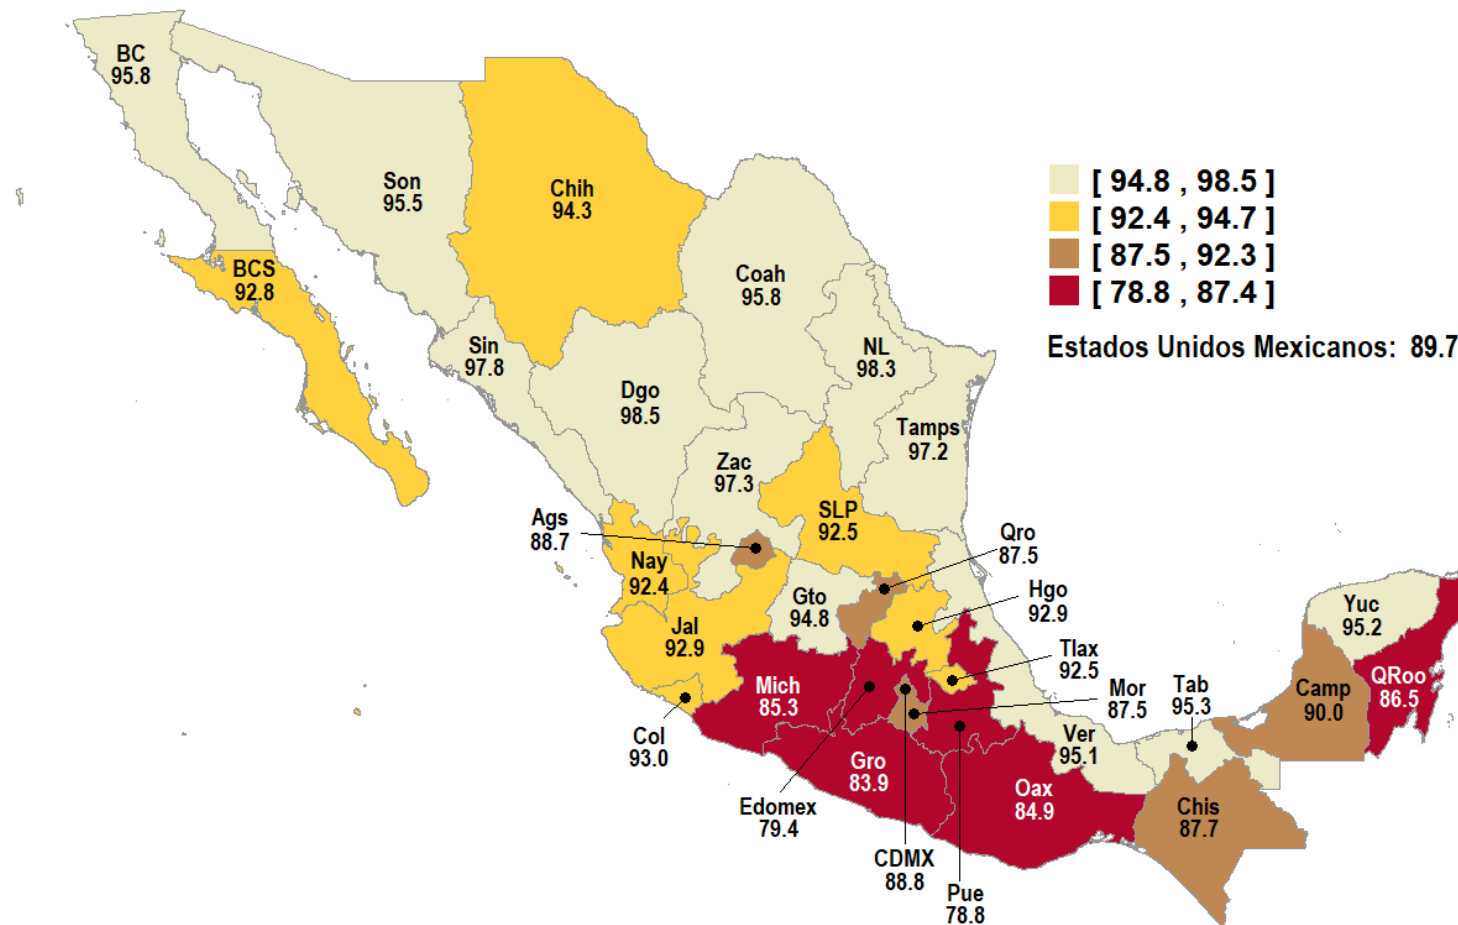 BC
95.8
Son
95.5
Chih
94.3
[ 94.8 , 98.5 ]
[ 92.4 , 94.7 ]
[ 87.5 , 92.3 ]
[ 78.8 , 87.4 ]
Estados Unidos Mexicanos: 89.7
BCS
92.8
Coah
95.8
Sin
97.8
NL
98.3
Dgo
98.5
Tamps
97.2
Zac
97.3
SLP
92.5
Ags
88.7
Qro
87.5
Nay
92.4
Gto
94.8
Hgo
92.9
Yuc
95.2
Jal
92.9
Tlax
92.5
Mich
85.3
Mor
87.5
Tab
95.3
Camp
90.0
QRoo
86.5
Col
93.0
Ver
95.1
Gro
83.9
Oax
84.9
Edomex
79.4
Chis
87.7
CDMX
88.8
Pue
78.8